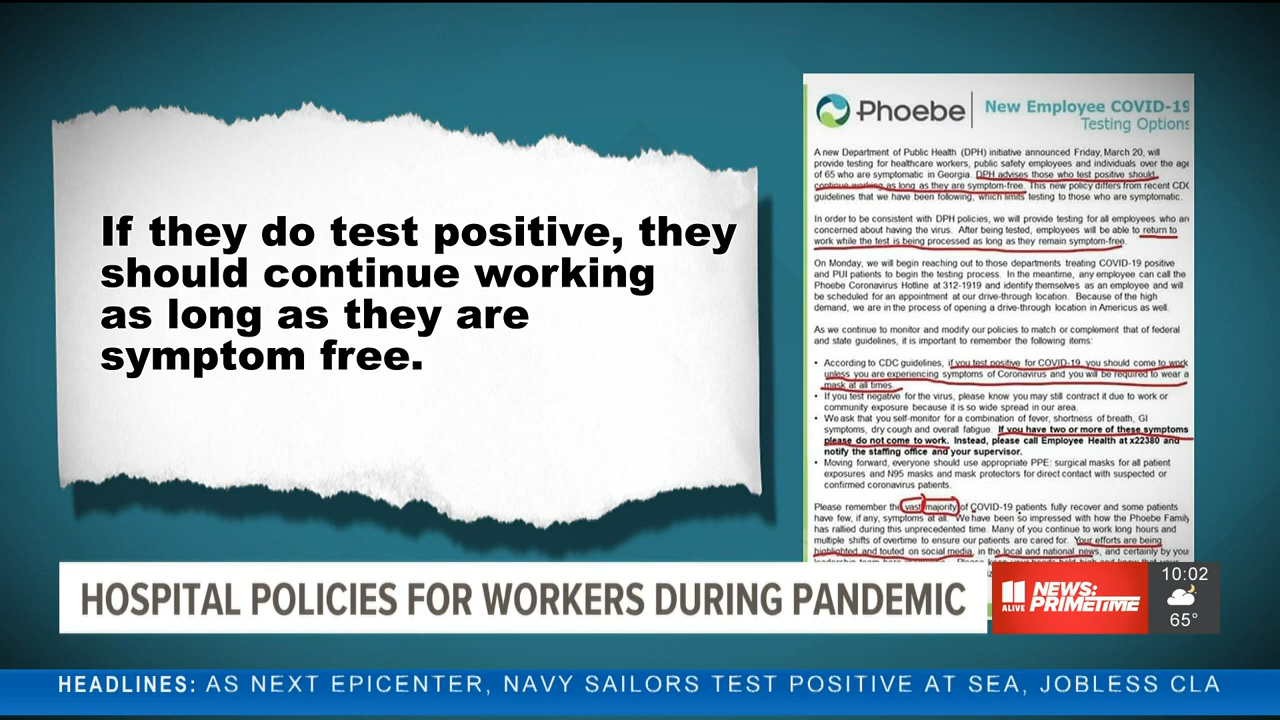 If they do test positive, they
should continue working
as long as they are
symptom free.
Phoebe
New Employee COVID-19
Testing Options
A new Department of Public Health (DPH) initiative announced Friday, March 20, will
provide testing for healthcare workers, public safety employees and individuals over the age
of 65 who are symptomatic in Georgia. DPH advises those who test positive should
continue working as long as they are symptom-free. This new policy differs from recent CDC
guidelines that we have been following, which limits testing to those who are symptomatic.
In order to be consistent with DPH policies, we will provide testing for all employees who are
concerned about having the virus. After being tested, employees will be able to return to
work while the test is being processed as long as they remain symptom-free.
On Monday, we will begin reaching out to those departments treating COVID-19 positive
and PUI patients to begin the testing process. In the meantime, any employee can call the
Phoebe Coronavirus Hotline at 312-1919 and identify themselves as an employee and will
be scheduled for an appointment at our drive-through location. Because of the high
demand, we are in the process of opening a drive-through location in Americus as well.
As we continue to monitor and modify our policies to match or complement that of federal
and state guidelines, it is important to remember the following items:
• According to CDC guidelines, if you test positive for COVID-19, you should come to work
unless you are experiencing symptoms of Coronavirus and you will be required to wear a
mask at all times.
• If you test negative for the virus, please know you may still contract it due to work or
community exposure because it is so wide spread in our area.
• We ask that you self-monitor for a combination of fever, shortness of breath, GI
symptoms, dry cough and overall fatigue. If you have two or more of these symptoms
please do not come to work. Instead, please call Employee Health at x22380 and
notify the staffing office and your supervisor.
• Moving forward, everyone should use appropriate PPE: surgical masks for all patient
exposures and N95 masks and mask protectors for direct contact with suspected or
confirmed coronavirus patients.
Please remember the vast majority of COVID-19 patients fully recover and some patients
have few, if any, symptoms at all. We have been so impressed with how the Phoebe Family
has rallied during this unprecedented time. Many of you continue to work long hours and
multiple shifts of overtime to ensure our patients are cared for. Your efforts are being
highlighted and touted on social media, in the local and national news, and certainly by you
HOSPITAL POLICIES FOR WORKERS DURING PANDEMIC
11 ALIVE NEWS: PRIMETIME
10:02
65°
HEADLINES: AS NEXT EPICENTER, NAVY SAILORS TEST POSITIVE AT SEA, JOBLESS CLA